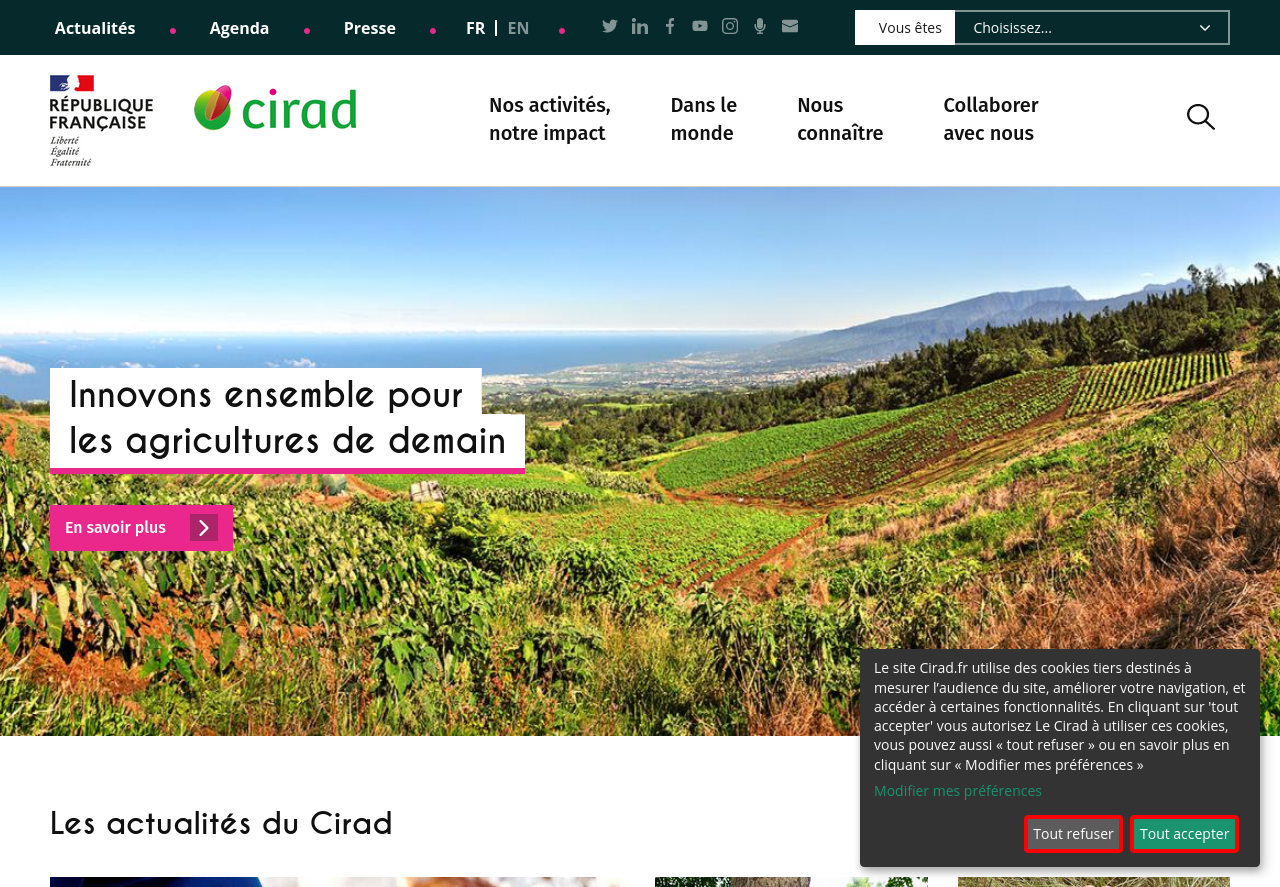 Actualités
Agenda
Presse
FR
EN
Vous êtes
Choisissez...
RÉPUBLIQUE
FRANÇAISE
Liberté
Égalité
Fraternité
cirad
Nos activités,
notre impact
Dans le
monde
Nous
connaître
Collaborer
avec nous
Innovons ensemble pour
les agricultures de demain
En savoir plus
Le site Cirad.fr utilise des cookies tiers destinés à
mesurer l'audience du site, améliorer votre navigation, et
accéder à certaines fonctionnalités. En cliquant sur 'tout
accepter' vous autorisez Le Cirad à utiliser ces cookies,
vous pouvez aussi « tout refuser » ou en savoir plus en
cliquant sur « Modifier mes préférences »
Modifier mes préférences
Tout refuser
Tout accepter
Les actualités du Cirad